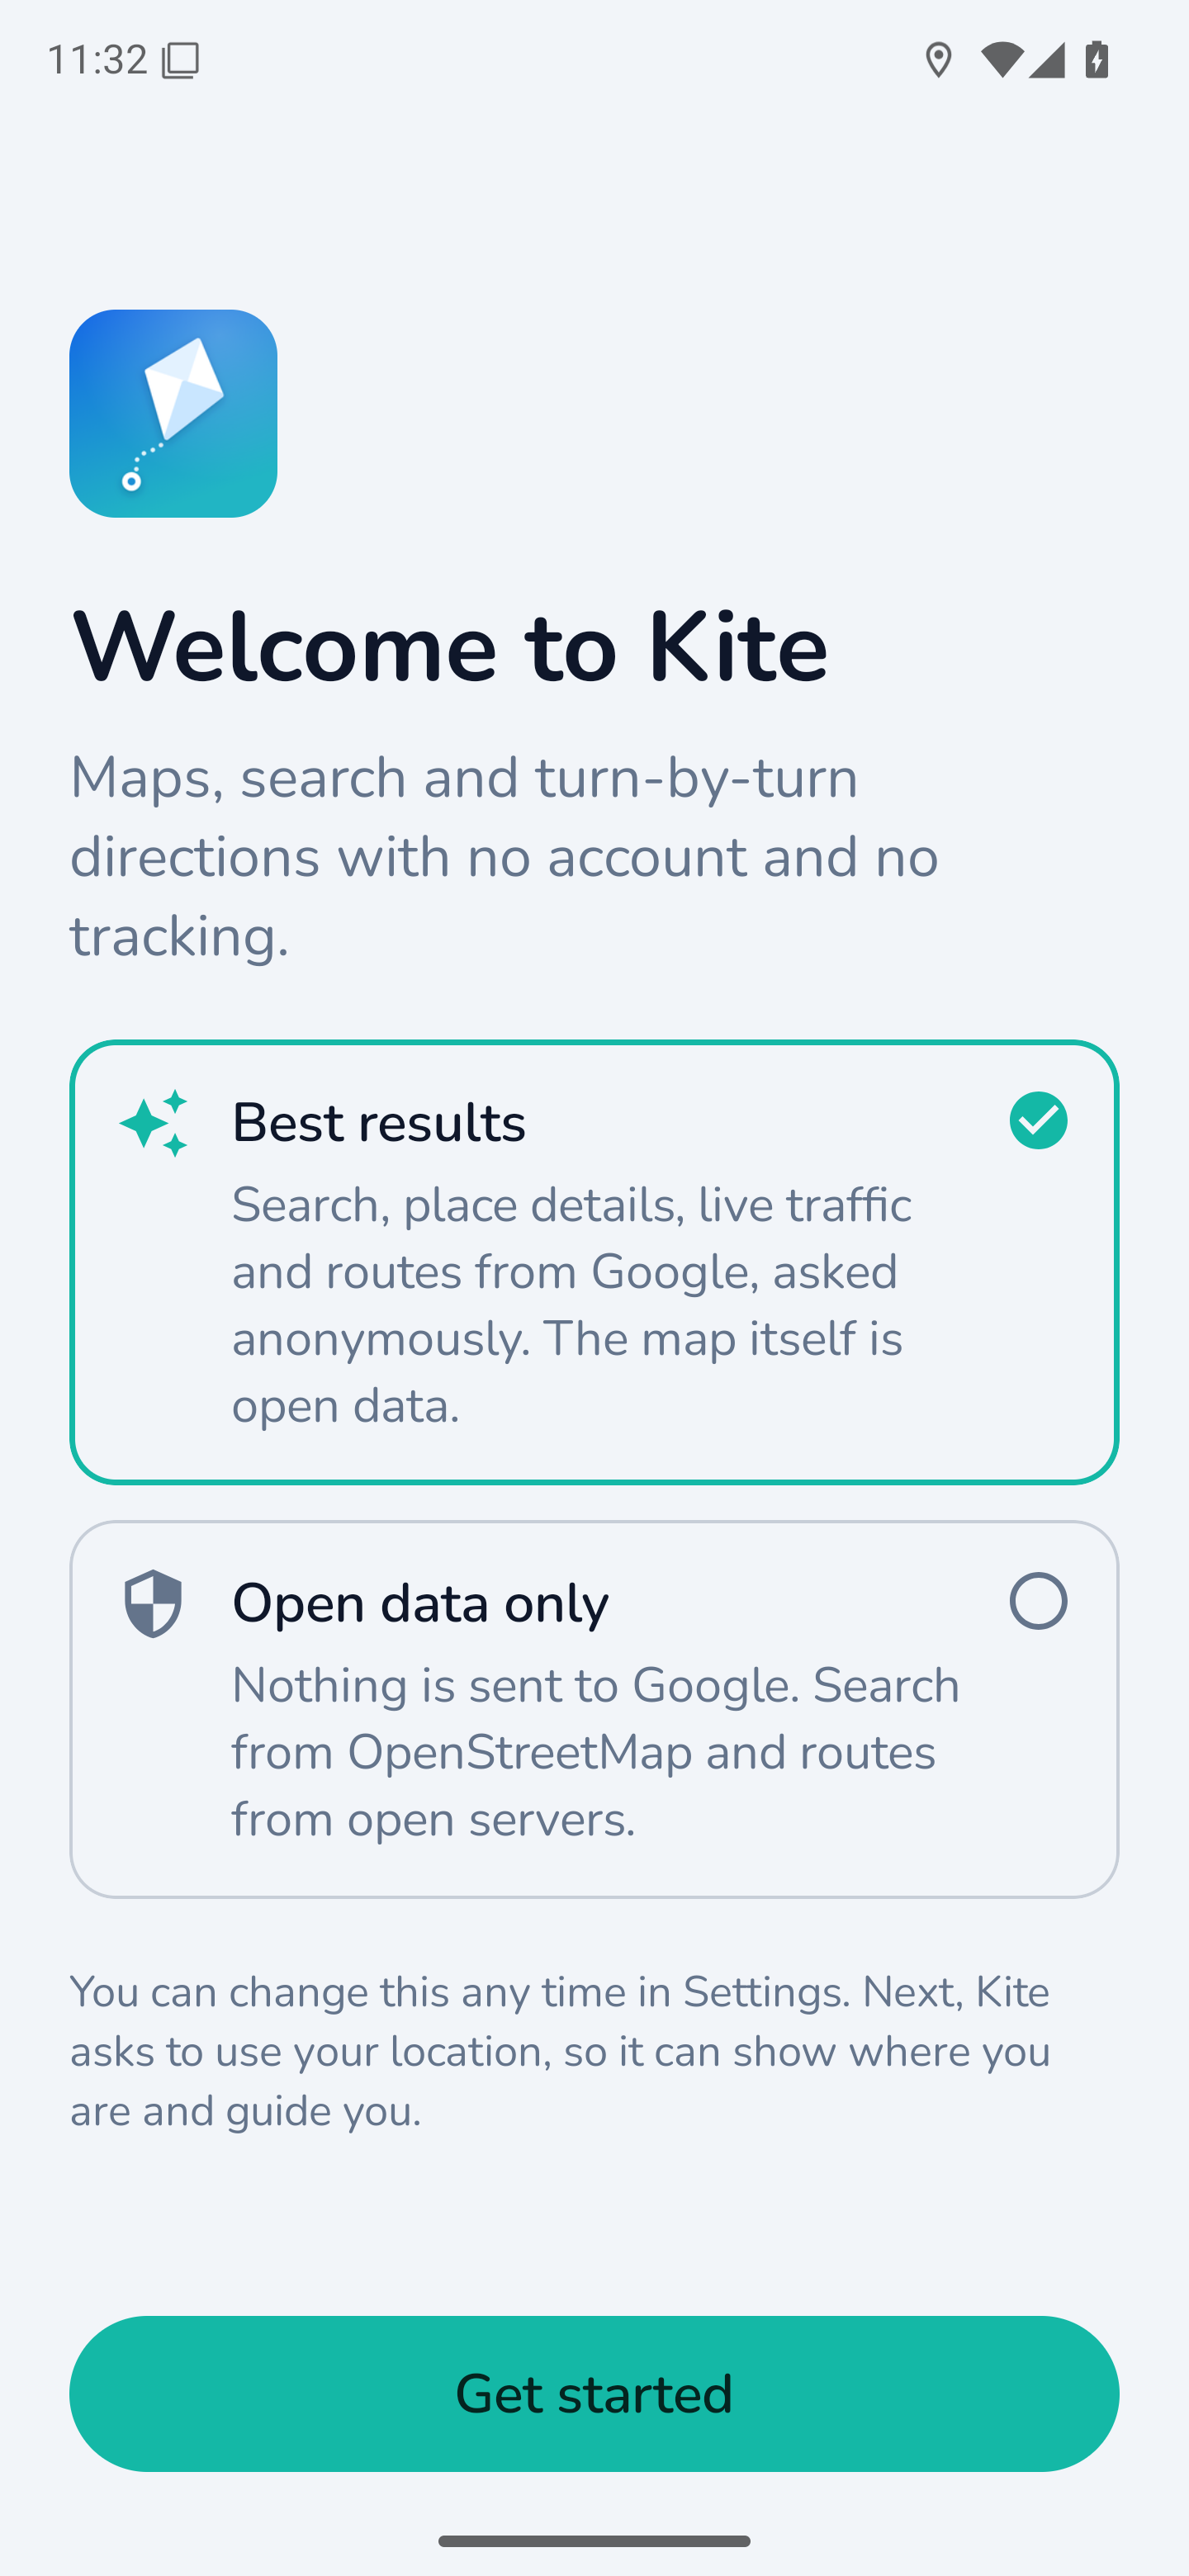 11:32
Welcome to Kite
Maps, search and turn-by-turn
directions with no account and no
tracking.
Best results
Search, place details, live traffic
and routes from Google, asked
anonymously. The map itself is
open data.
Open data only
Nothing is sent to Google. Search
from OpenStreetMap and routes
from open servers.
You can change this any time in Settings. Next, Kite
asks to use your location, so it can show where you
are and guide you.
Get started